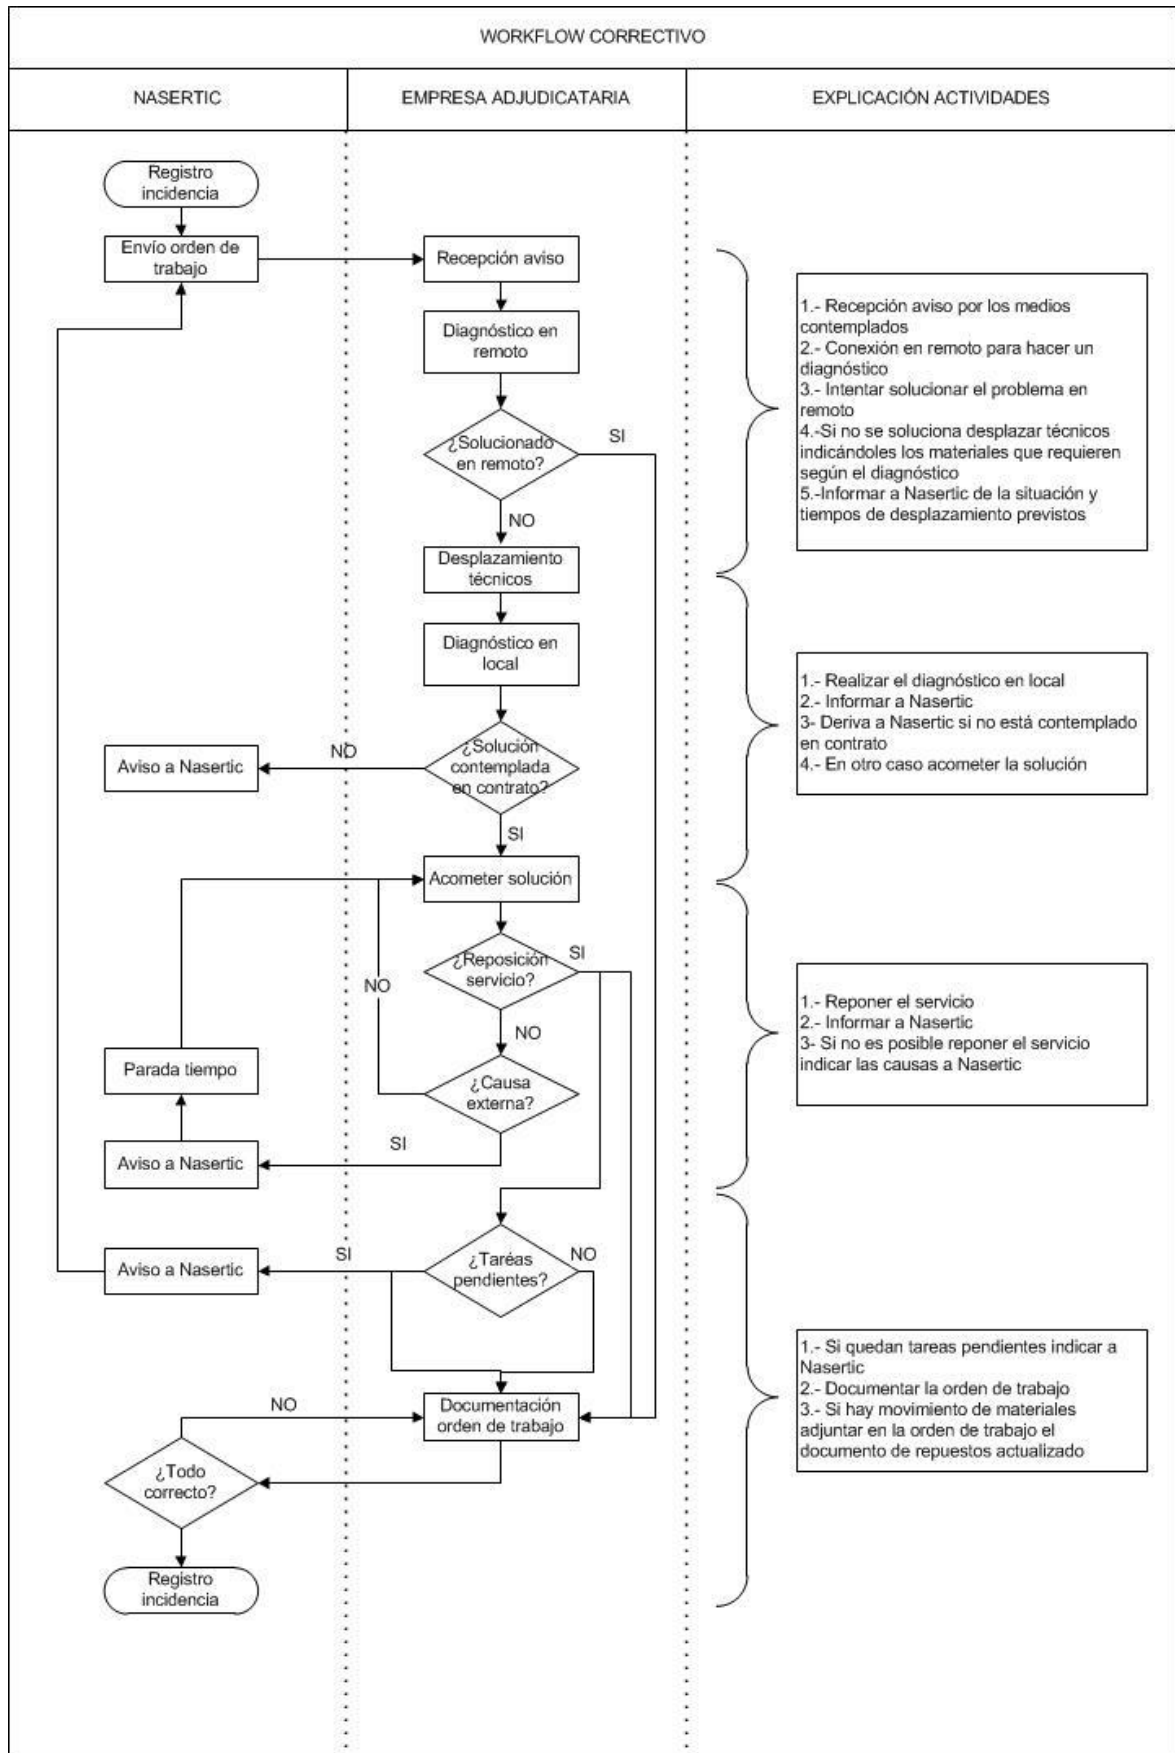 WORKFLOW CORRECTIVO
NASERTIC
EMPRESA ADJUDICATARIA
EXPLICACIÓN ACTIVIDADES
Registro
incidencia
Envío orden de
trabajo
Recepción aviso
Diagnóstico en
remoto
¿Solucionado
en remoto?
SI
NO
Desplazamiento
técnicos
Diagnóstico en
local
¿Solución
contemplada
en contrato?
NO
Aviso a Nasertic
SI
Acometer solución
¿Reposición
servicio?
SI
NO
NO
¿Causa
externa?
Parada tiempo
SI
Aviso a Nasertic
¿Taréas
pendientes?
SI
NO
Aviso a Nasertic
Documentación
orden de trabajo
NO
¿Todo
correcto?
Registro
incidencia
1.- Recepción aviso por los medios
contemplados
2.- Conexión en remoto para hacer un
diagnóstico
3.- Intentar solucionar el problema en
remoto
4.-Si no se soluciona desplazar técnicos
indicándoles los materiales que requieren
según el diagnóstico
5.-Informar a Nasertic de la situación y
tiempos de desplazamiento previstos
1.- Realizar el diagnóstico en local
2.- Informar a Nasertic
3- Deriva a Nasertic si no está contemplado
en contrato
4.- En otro caso acometer la solución
1.- Reponer el servicio
2.- Informar a Nasertic
3- Si no es posible reponer el servicio
indicar las causas a Nasertic
1.- Si quedan tareas pendientes indicar a
Nasertic
2.- Documentar la orden de trabajo
3.- Si hay movimiento de materiales
adjuntar en la orden de trabajo el
documento de repuestos actualizado